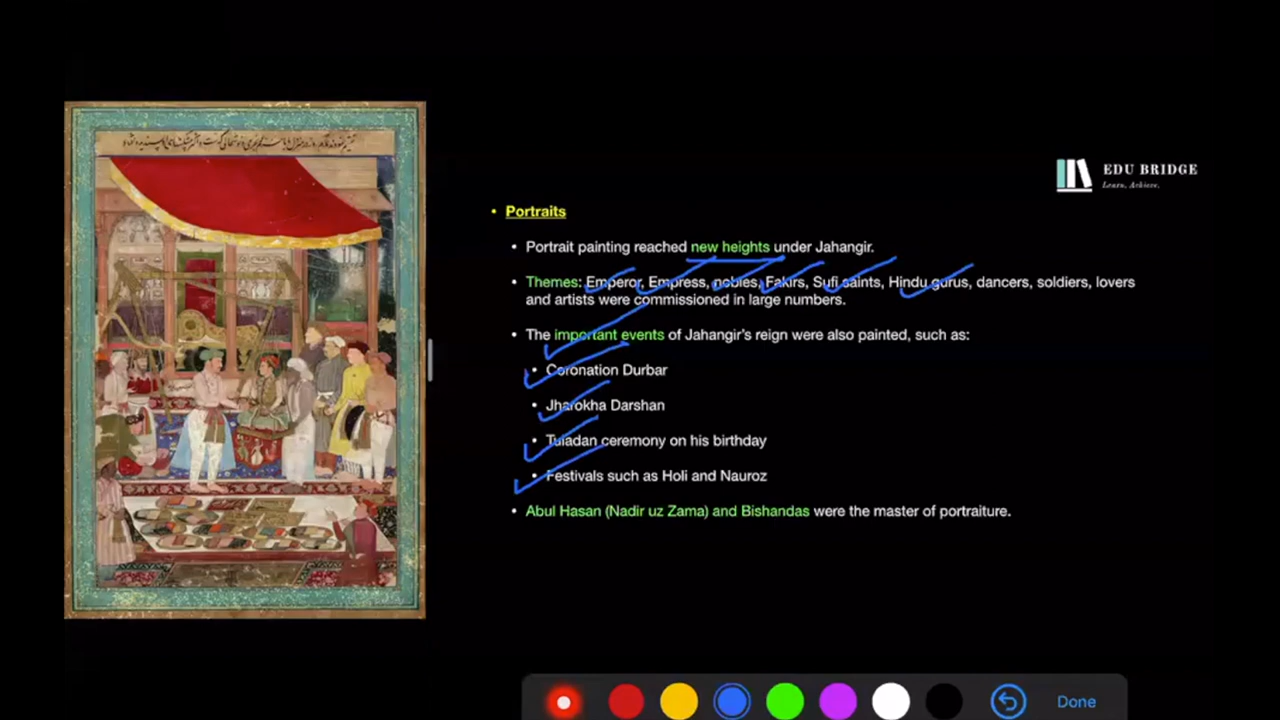 EDU BRIDGE
Learn. Achieve.
• Portraits
• Portrait painting reached new heights under Jahangir.
• Themes: Emperor, Empress, nobles, Fakirs, Sufi saints, Hindu gurus, dancers, soldiers, lovers
and artists were commissioned in large numbers.
• The important events of Jahangir's reign were also painted, such as:
• Coronation Durbar
• Jharokha Darshan
• Tuladan ceremony on his birthday
• Festivals such as Holi and Nauroz
• Abul Hasan (Nadir uz Zama) and Bishandas were the master of portraiture.
Done